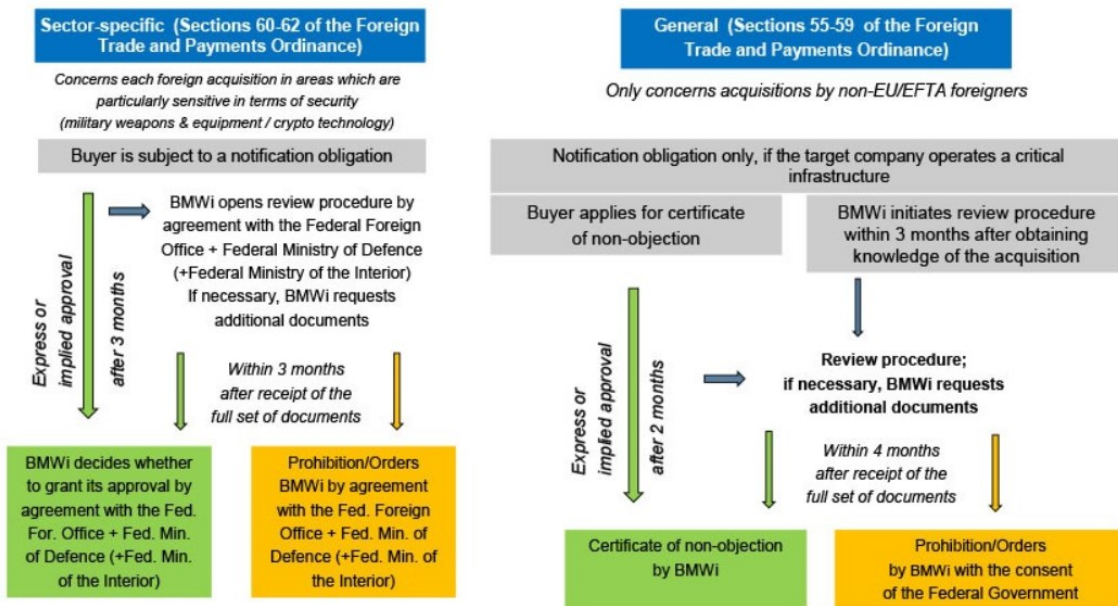 Sector-specific (Sections 60-62 of the Foreign
Trade and Payments Ordinance)
Concerns each foreign acquisition in areas which are
particularly sensitive in terms of security
(military weapons & equipment / crypto technology)
Buyer is subject to a notification obligation
BMWi opens review procedure by
agreement with the Federal Foreign
Office + Federal Ministry of Defence
(+Federal Ministry of the Interior)
If necessary, BMWi requests
additional documents
Express or
implied approval
after 3 months
Within 3 months
after receipt of the
full set of documents
BMWi decides whether
to grant its approval by
agreement with the Fed.
For. Office + Fed. Min.
of Defence (+Fed. Min.
of the Interior)
Prohibition/Orders
BMWi by agreement
with the Fed. Foreign
Office + Fed. Min. of
Defence (+Fed. Min. of
the Interior)
General (Sections 55-59 of the Foreign
Trade and Payments Ordinance)
Only concerns acquisitions by non-EU/EFTA foreigners
Notification obligation only, if the target company operates a critical
infrastructure
Buyer applies for certificate
of non-objection
BMWi initiates review procedure
within 3 months after obtaining
knowledge of the acquisition
Express or
implied approval
after 2 months
Review procedure;
if necessary, BMWi requests
additional documents
Within 4 months
after receipt of the
full set of documents
Certificate of non-objection
by BMWi
Prohibition/Orders
by BMWi with the consent
of the Federal Government